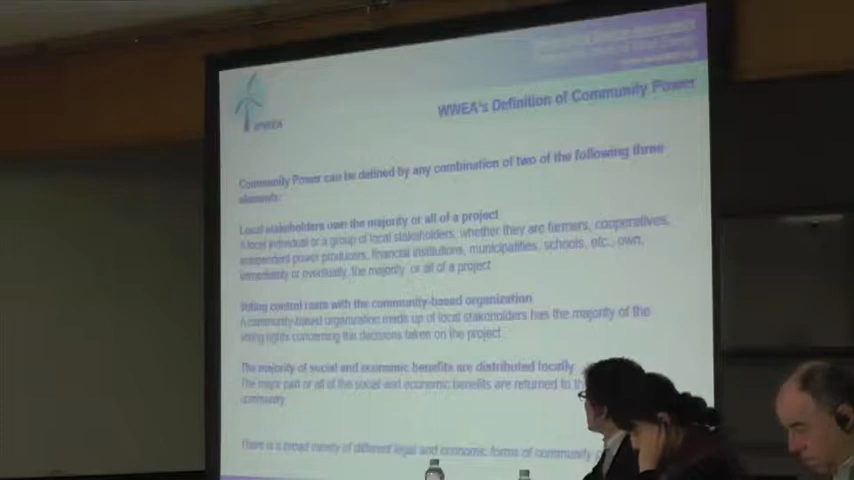 WWEA
WWEA's Definition of Community Power
Community Power can be defined by any combination of two of the following three
elements:
Local stakeholders own the majority or all of a project
A local individual or a group of local stakeholders, whether they are farmers, cooperatives,
independent power producers, financial institutions, municipalities, schools, etc., own,
immediately or eventually, the majority or all of a project
Voting control rests with the community-based organization
A community-based organization made up of local stakeholders has the majority of the
voting rights concerning the decisions taken on the project
The majority of social and economic benefits are distributed locally
The major part or all of the social and economic benefits are returned to
community
There is a broad variety of different legal and economic forms of community